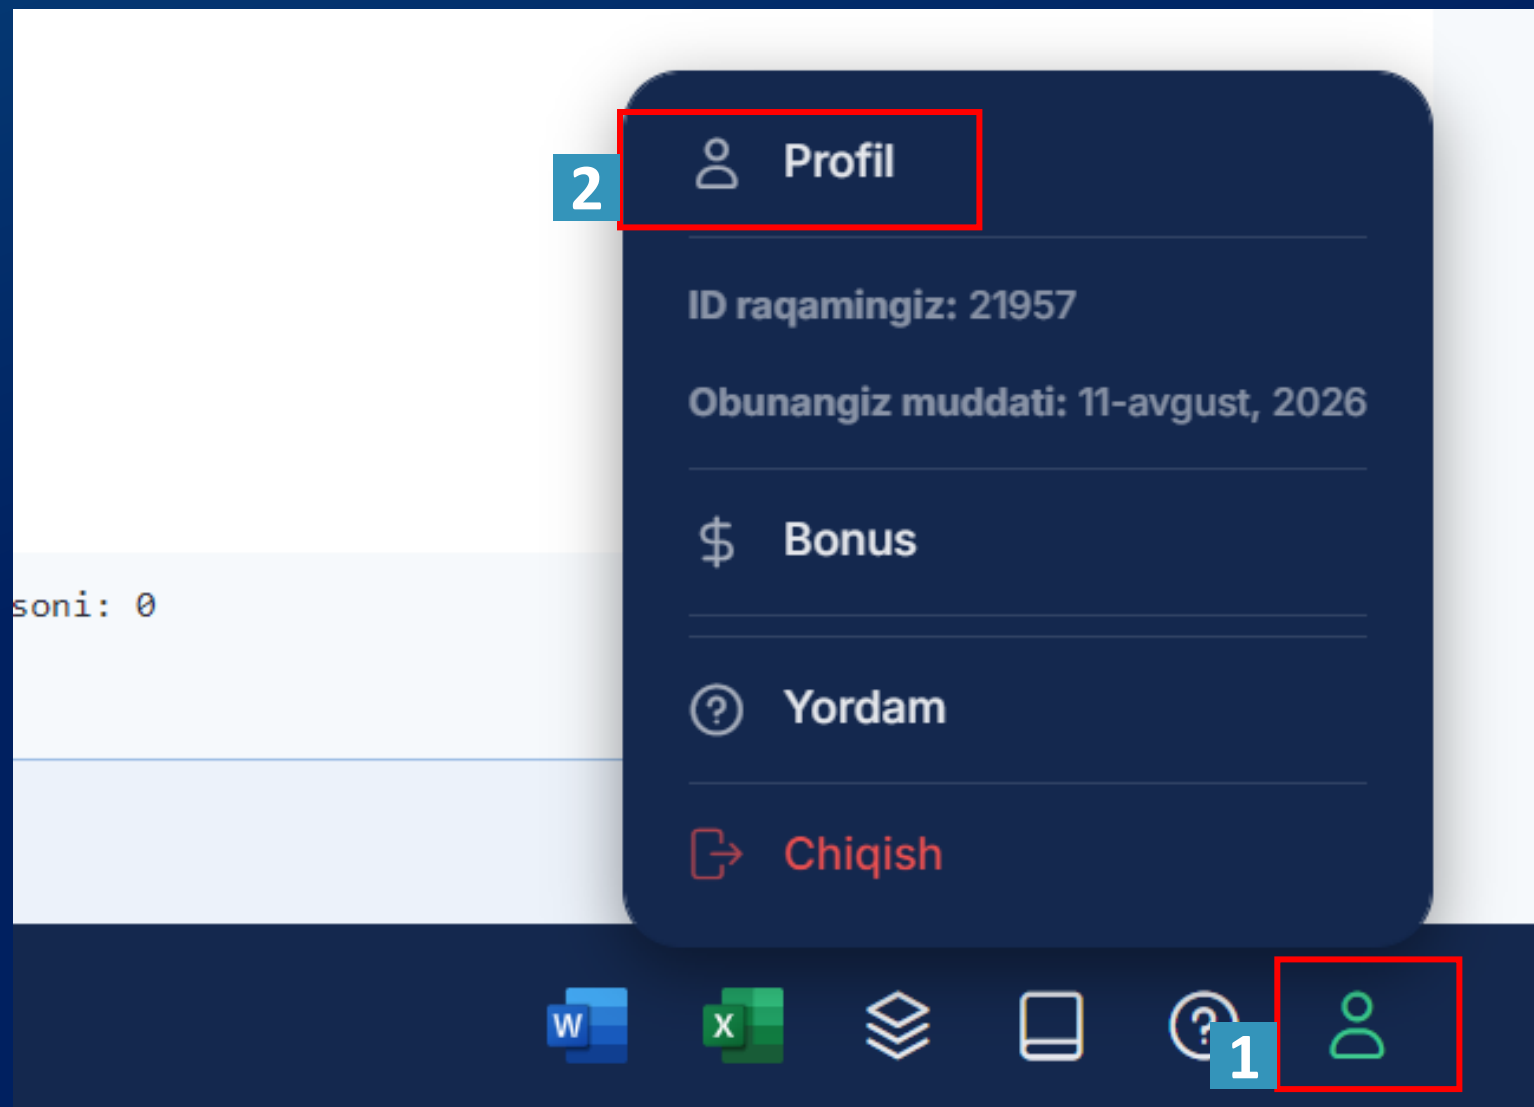 Profil
2
ID raqamingiz: 21957
Obunangiz muddati: 11-avgust, 2026
Bonus
soni: 0
Yordam
Chiqish
W
X
1